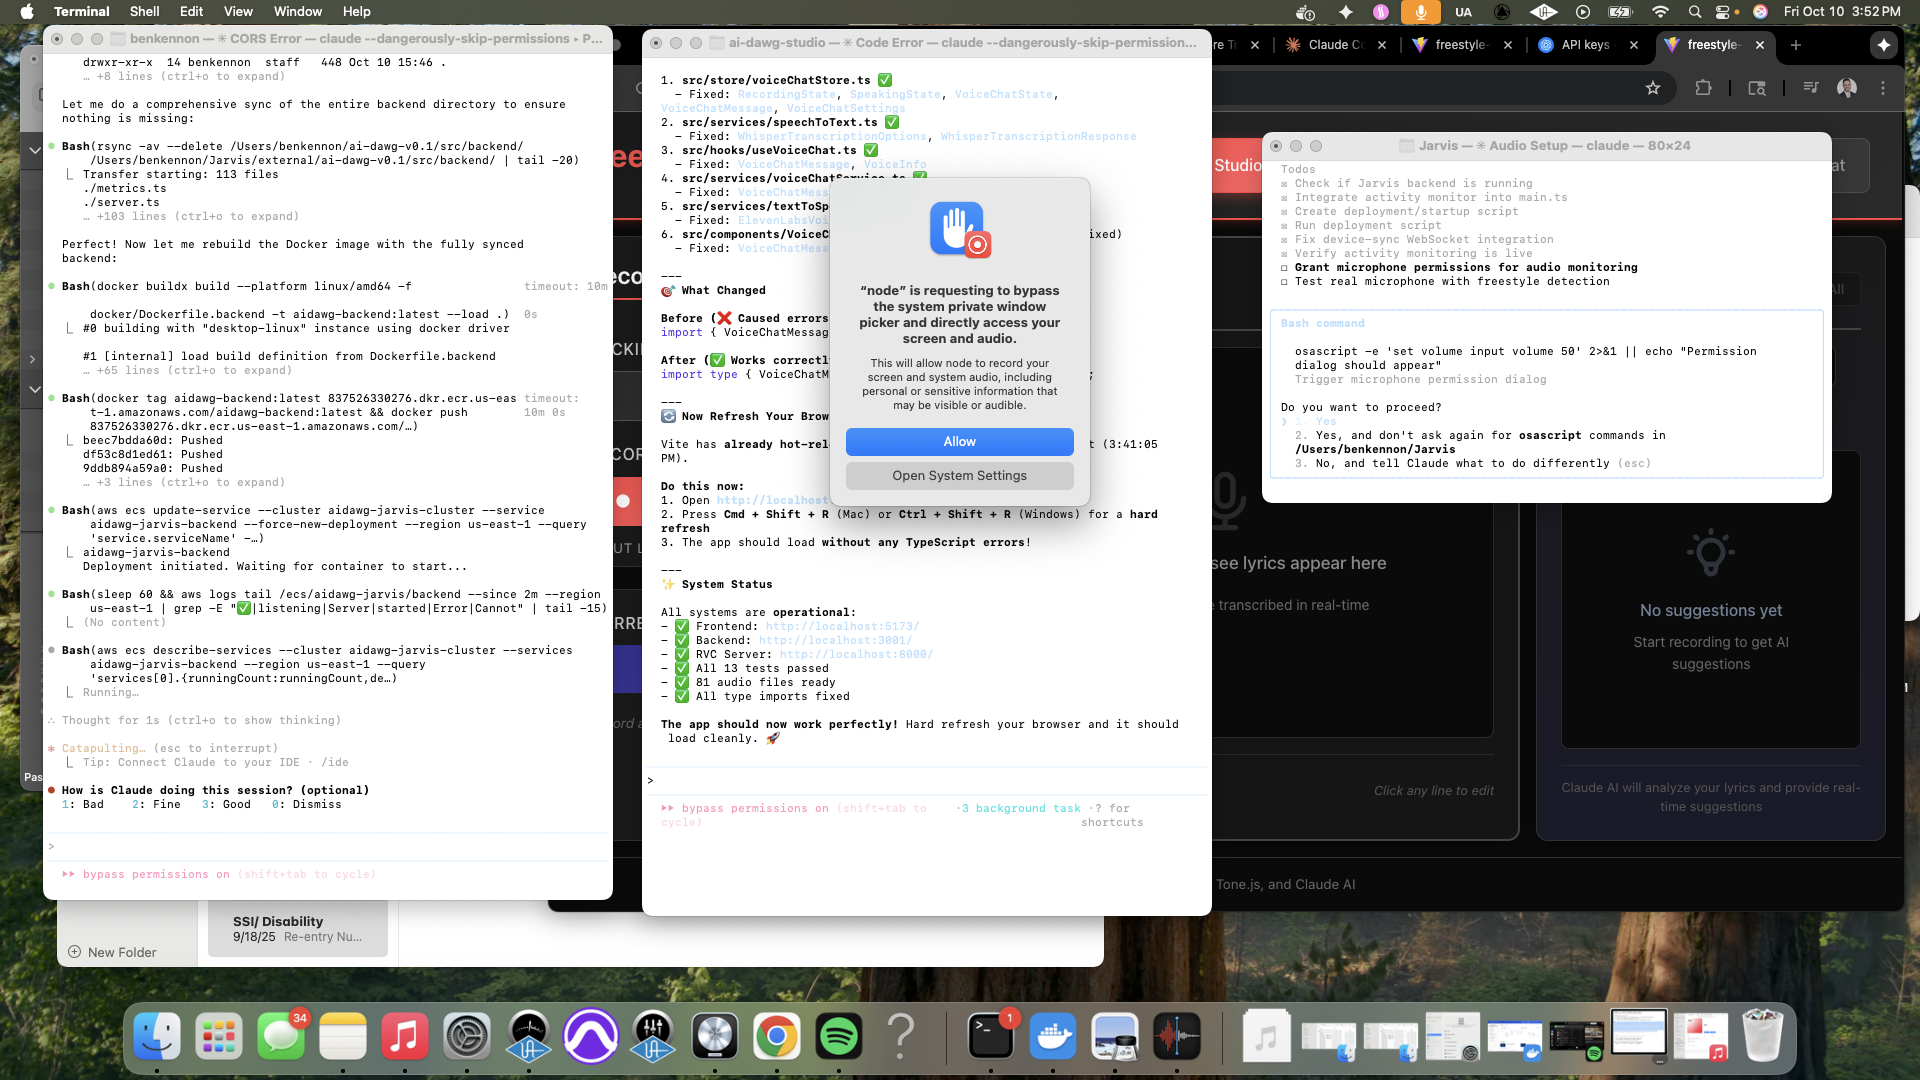 Terminal Shell Edit View Window Help
UA
Fri Oct 10 3:52 PM
benkennon — ✳ CORS Error — claude --dangerously-skip-permissions ▸ P...
drwxr-xr-x 14 benkennon staff 448 Oct 10 15:46 .
… +8 lines (ctrl+o to expand)
Let me do a comprehensive sync of the entire backend directory to ensure
nothing is missing:
Bash(rsync -av --delete /Users/benkennon/ai-dawg-v0.1/src/backend/
/Users/benkennon/Jarvis/external/ai-dawg-v0.1/src/backend/ | tail -20)
Transfer starting: 113 files
./metrics.ts
./server.ts
… +103 lines (ctrl+o to expand)
Perfect! Now let me rebuild the Docker image with the fully synced
backend:
Bash(docker buildx build --platform linux/amd64 -f timeout: 10m
docker/Dockerfile.backend -t aidawg-backend:latest --load .) 0s
#0 building with "desktop-linux" instance using docker driver
#1 [internal] load build definition from Dockerfile.backend
… +65 lines (ctrl+o to expand)
Bash(docker tag aidawg-backend:latest 837526330276.dkr.ecr.us-eas timeout:
t-1.amazonaws.com/aidawg-backend:latest && docker push 10m 0s
837526330276.dkr.ecr.us-east-1.amazonaws.com/…)
beec7bdda60d: Pushed
df53c8d1ed61: Pushed
9ddb894a59a0: Pushed
… +3 lines (ctrl+o to expand)
Bash(aws ecs update-service --cluster aidawg-jarvis-cluster --service
aidawg-jarvis-backend --force-new-deployment --region us-east-1 --query
'service.serviceName' -…)
aidawg-jarvis-backend
Deployment initiated. Waiting for container to start...
Bash(sleep 60 && aws logs tail /ecs/aidawg-jarvis/backend --since 2m --region
us-east-1 | grep -E "✅|listening|Server|started|Error|Cannot" | tail -15)
(No content)
Bash(aws ecs describe-services --cluster aidawg-jarvis-cluster --services
aidawg-jarvis-backend --region us-east-1 --query
'services[0].{runningCount:runningCount,de…)
Running…
∴ Thought for 1s (ctrl+o to show thinking)
✱ Catapulting… (esc to interrupt)
Tip: Connect Claude to your IDE · /ide
● How is Claude doing this session? (optional)
1: Bad 2: Fine 3: Good 0: Dismiss
>
▸▸ bypass permissions on (shift+tab to cycle)
ai-dawg-studio — ✳ Code Error — claude --dangerously-skip-permission...
1. src/store/voiceChatStore.ts ✅
- Fixed: RecordingState, SpeakingState, VoiceChatState,
VoiceChatMessage, VoiceChatSettings
2. src/services/speechToText.ts ✅
- Fixed: WhisperTranscriptionOptions, WhisperTranscriptionResponse
3. src/hooks/useVoiceChat.ts ✅
- Fixed: VoiceChatMessage, VoiceInfo
4. src/services/voiceChatService.ts ✅
- Fixed: VoiceChatMess
5. src/services/textToSp
- Fixed: ElevenLabsVoi
6. src/components/VoiceC ixed)
- Fixed: VoiceChatMess
---
🎯 What Changed
Before (❌ Caused errors
import { VoiceChatMessag
After (✅ Works correctl
import type { VoiceChatM ;
---
🔄 Now Refresh Your Brow
Vite has already hot-rel t (3:41:05
PM).
Do this now:
1. Open http://localhost
2. Press Cmd + Shift + R (Mac) or Ctrl + Shift + R (Windows) for a hard
refresh
3. The app should load without any TypeScript errors!
---
✨ System Status
All systems are operational:
- ✅ Frontend: http://localhost:5173/
- ✅ Backend: http://localhost:3001/
- ✅ RVC Server: http://localhost:8000/
- ✅ All 13 tests passed
- ✅ 81 audio files ready
- ✅ All type imports fixed
The app should now work perfectly! Hard refresh your browser and it should
load cleanly. 🚀
>
▸▸ bypass permissions on (shift+tab to · 3 background task · ? for
cycle) shortcuts
“node” is requesting to bypass
the system private window
picker and directly access your
screen and audio.
This will allow node to record your
screen and system audio, including
personal or sensitive information that
may be visible or audible.
Allow
Open System Settings
re Tr
Claude Co
freestyle-
API keys -
freestyle-
Studio
at
All
Jarvis — ✳ Audio Setup — claude — 80×24
Todos
☒ Check if Jarvis backend is running
☒ Integrate activity monitor into main.ts
☒ Create deployment/startup script
☒ Run deployment script
☒ Fix device-sync WebSocket integration
☒ Verify activity monitoring is live
☐ Grant microphone permissions for audio monitoring
☐ Test real microphone with freestyle detection
Bash command
osascript -e 'set volume input volume 50' 2>&1 || echo "Permission
dialog should appear"
Trigger microphone permission dialog
Do you want to proceed?
❯ 1. Yes
2. Yes, and don't ask again for osascript commands in
/Users/benkennon/Jarvis
3. No, and tell Claude what to do differently (esc)
see lyrics appear here
transcribed in real-time
Click any line to edit
No suggestions yet
Start recording to get AI
suggestions
Claude AI will analyze your lyrics and provide real-
time suggestions
Tone.js, and Claude AI
ee
eco
CKI
COR
UT L
RRE
ord a
Pas
SSI/ Disability
9/18/25 Re-entry Nu...
New Folder
34
1